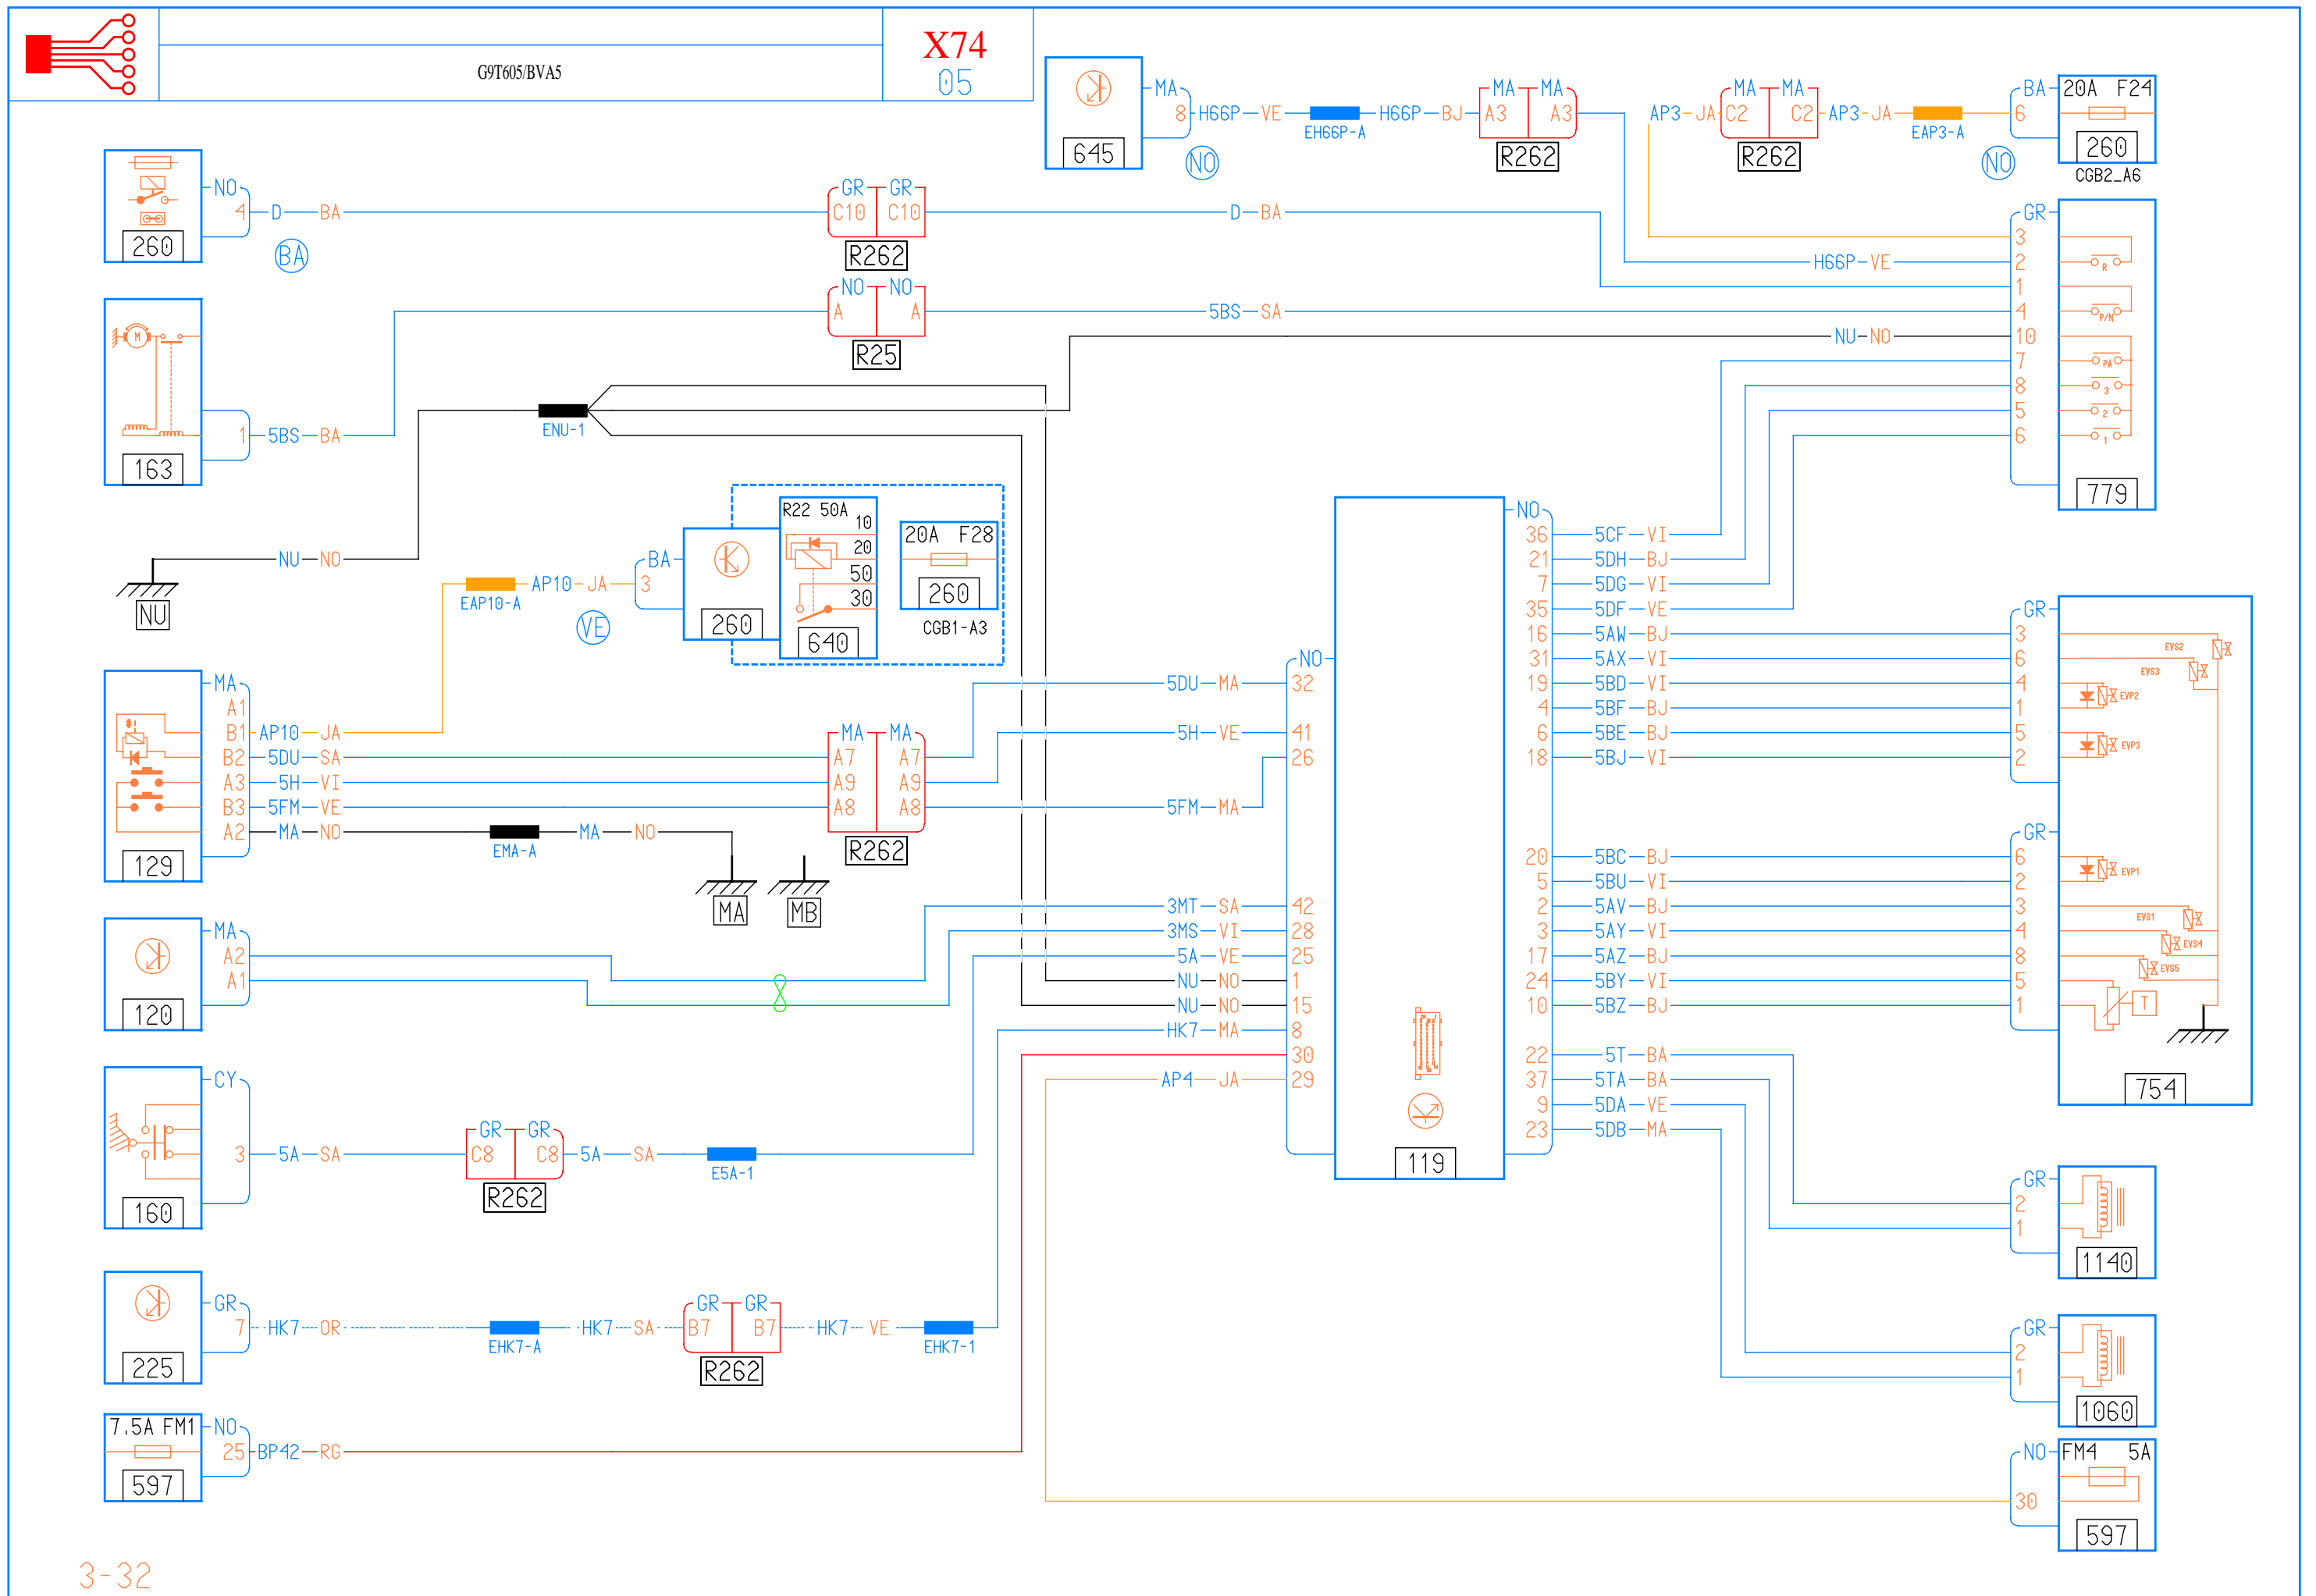 G9T605/BVA5
X74
05
645
MA
8 H66P VE
EH66P-A
H66P BJ
MA MA
A3 A3
R262
NO
AP3 JA
MA MA
C2 C2
R262
AP3 JA
EAP3-A
NO
BA
6
20A F24
260
CGB2_A6
260
NO
4 D BA
BA
GR GR
C10 C10
R262
D BA
163
1 5BS BA
NO NO
A A
R25
5BS SA
ENU-1
NU NO
NU
H66P VE
NU NO
GR
3
2
1
4
10
7
8
5
6
R
P/N
PA
3
2
1
779
EAP10-A
AP10 JA
VE
BA
3
260
R22 50A
10
20
50
30
640
20A F28
260
CGB1-A3
129
MA
A1
B1 AP10 JA
B2 5DU SA
A3 5H VI
B3 5FM VE
A2 MA NO
EMA-A
MA NO
MA
MB
MA MA
A7 A7
A9 A9
A8 A8
R262
120
MA
A2
A1
160
CY
3 5A SA
GR GR
C8 C8
R262
5A SA
E5A-1
225
GR
7 HK7 OR
EHK7-A
HK7 SA
GR GR
B7 B7
R262
HK7 VE
EHK7-1
7.5A FM1
597
NO
25 BP42 RG
NO
5DU MA 32
5H VE 41
5FM MA 26
3MT SA 42
3MS VI 28
5A VE 25
NU NO 1
NU NO 15
HK7 MA 8
30
AP4 JA 29
119
NO
36 5CF VI
21 5DH BJ
7 5DG VI
35 5DF VE
16 5AW BJ
31 5AX VI
19 5BD VI
4 5BF BJ
6 5BE BJ
18 5BJ VI
20 5BC BJ
5 5BU VI
2 5AV BJ
3 5AY VI
17 5AZ BJ
24 5BY VI
10 5BZ BJ
22 5T BA
37 5TA BA
9 5DA VE
23 5DB MA
GR
3
6
4
1
5
2
EVS2
EVS3
EVP2
EVP3
GR
6
2
3
4
8
5
1
EVP1
EVS1
EVS4
EVS5
T
754
GR
2
1
1140
GR
2
1
1060
NO
30
FM4 5A
597
3-32